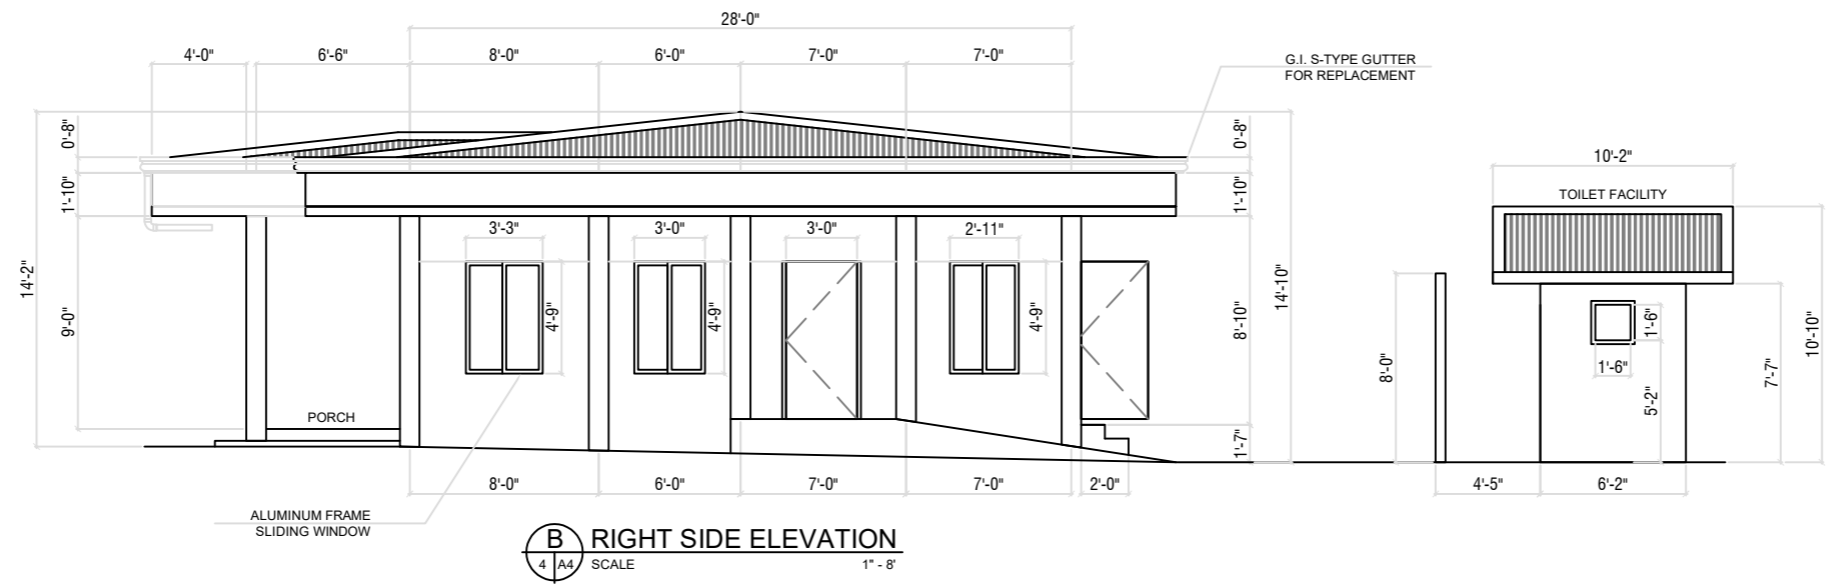 28'-0"
4'-0" 6'-6" 8'-0" 6'-0" 7'-0" 7'-0"
G.I. S-TYPE GUTTER
FOR REPLACEMENT
0'-8" 0'-8"
10'-2"
1'-10" 1'-10"
TOILET FACILITY
3'-3" 3'-0" 3'-0" 2'-11"
14'-2" 9'-0" 4'-9" 4'-9" 4'-9" 8'-10" 14'-10"
8'-0" 1'-6" 1'-6" 5'-2" 7'-7" 10'-10"
PORCH
1'-7"
8'-0" 6'-0" 7'-0" 7'-0" 2'-0" 4'-5" 6'-2"
ALUMINUM FRAME
SLIDING WINDOW
B RIGHT SIDE ELEVATION
4 A4 SCALE 1" - 8'